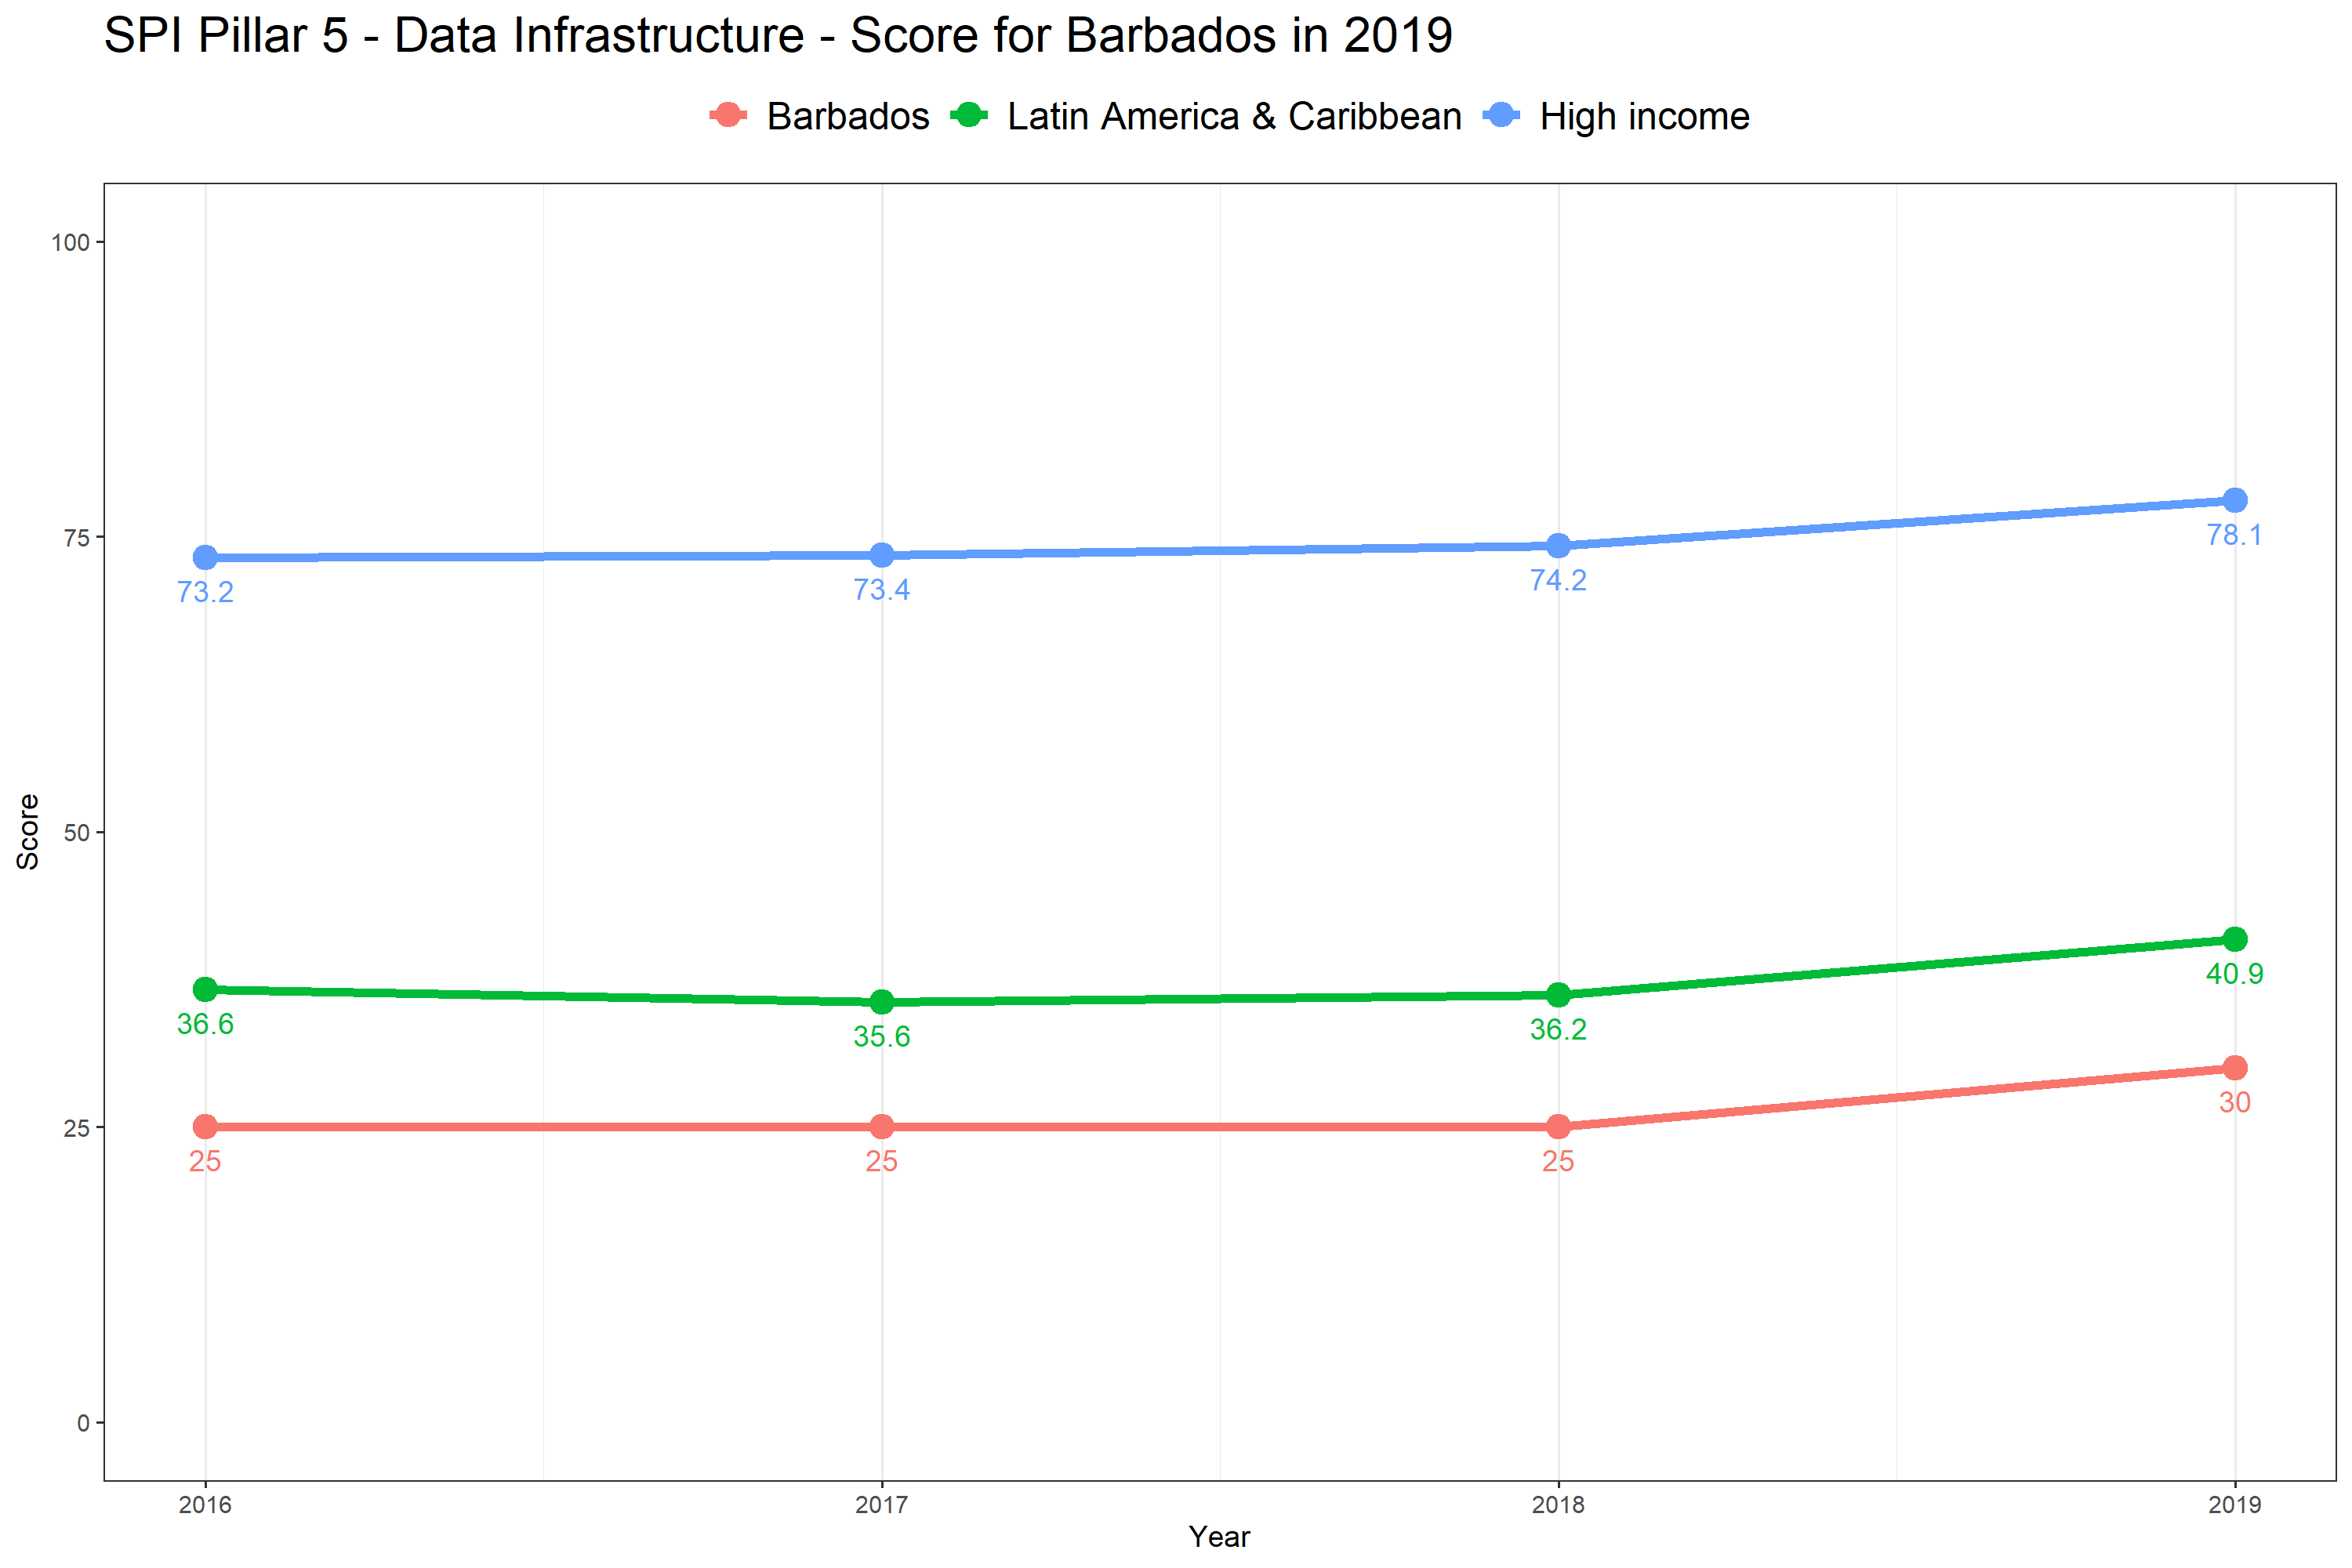 SPI Pillar 5 - Data Infrastructure - Score for Barbados in 2019
Barbados Latin America & Caribbean High income
100
75
50
25
0
Score
73.2 73.4 74.2 78.1
36.6 35.6 36.2 40.9
25 25 25 30
2016 2017 2018 2019
Year